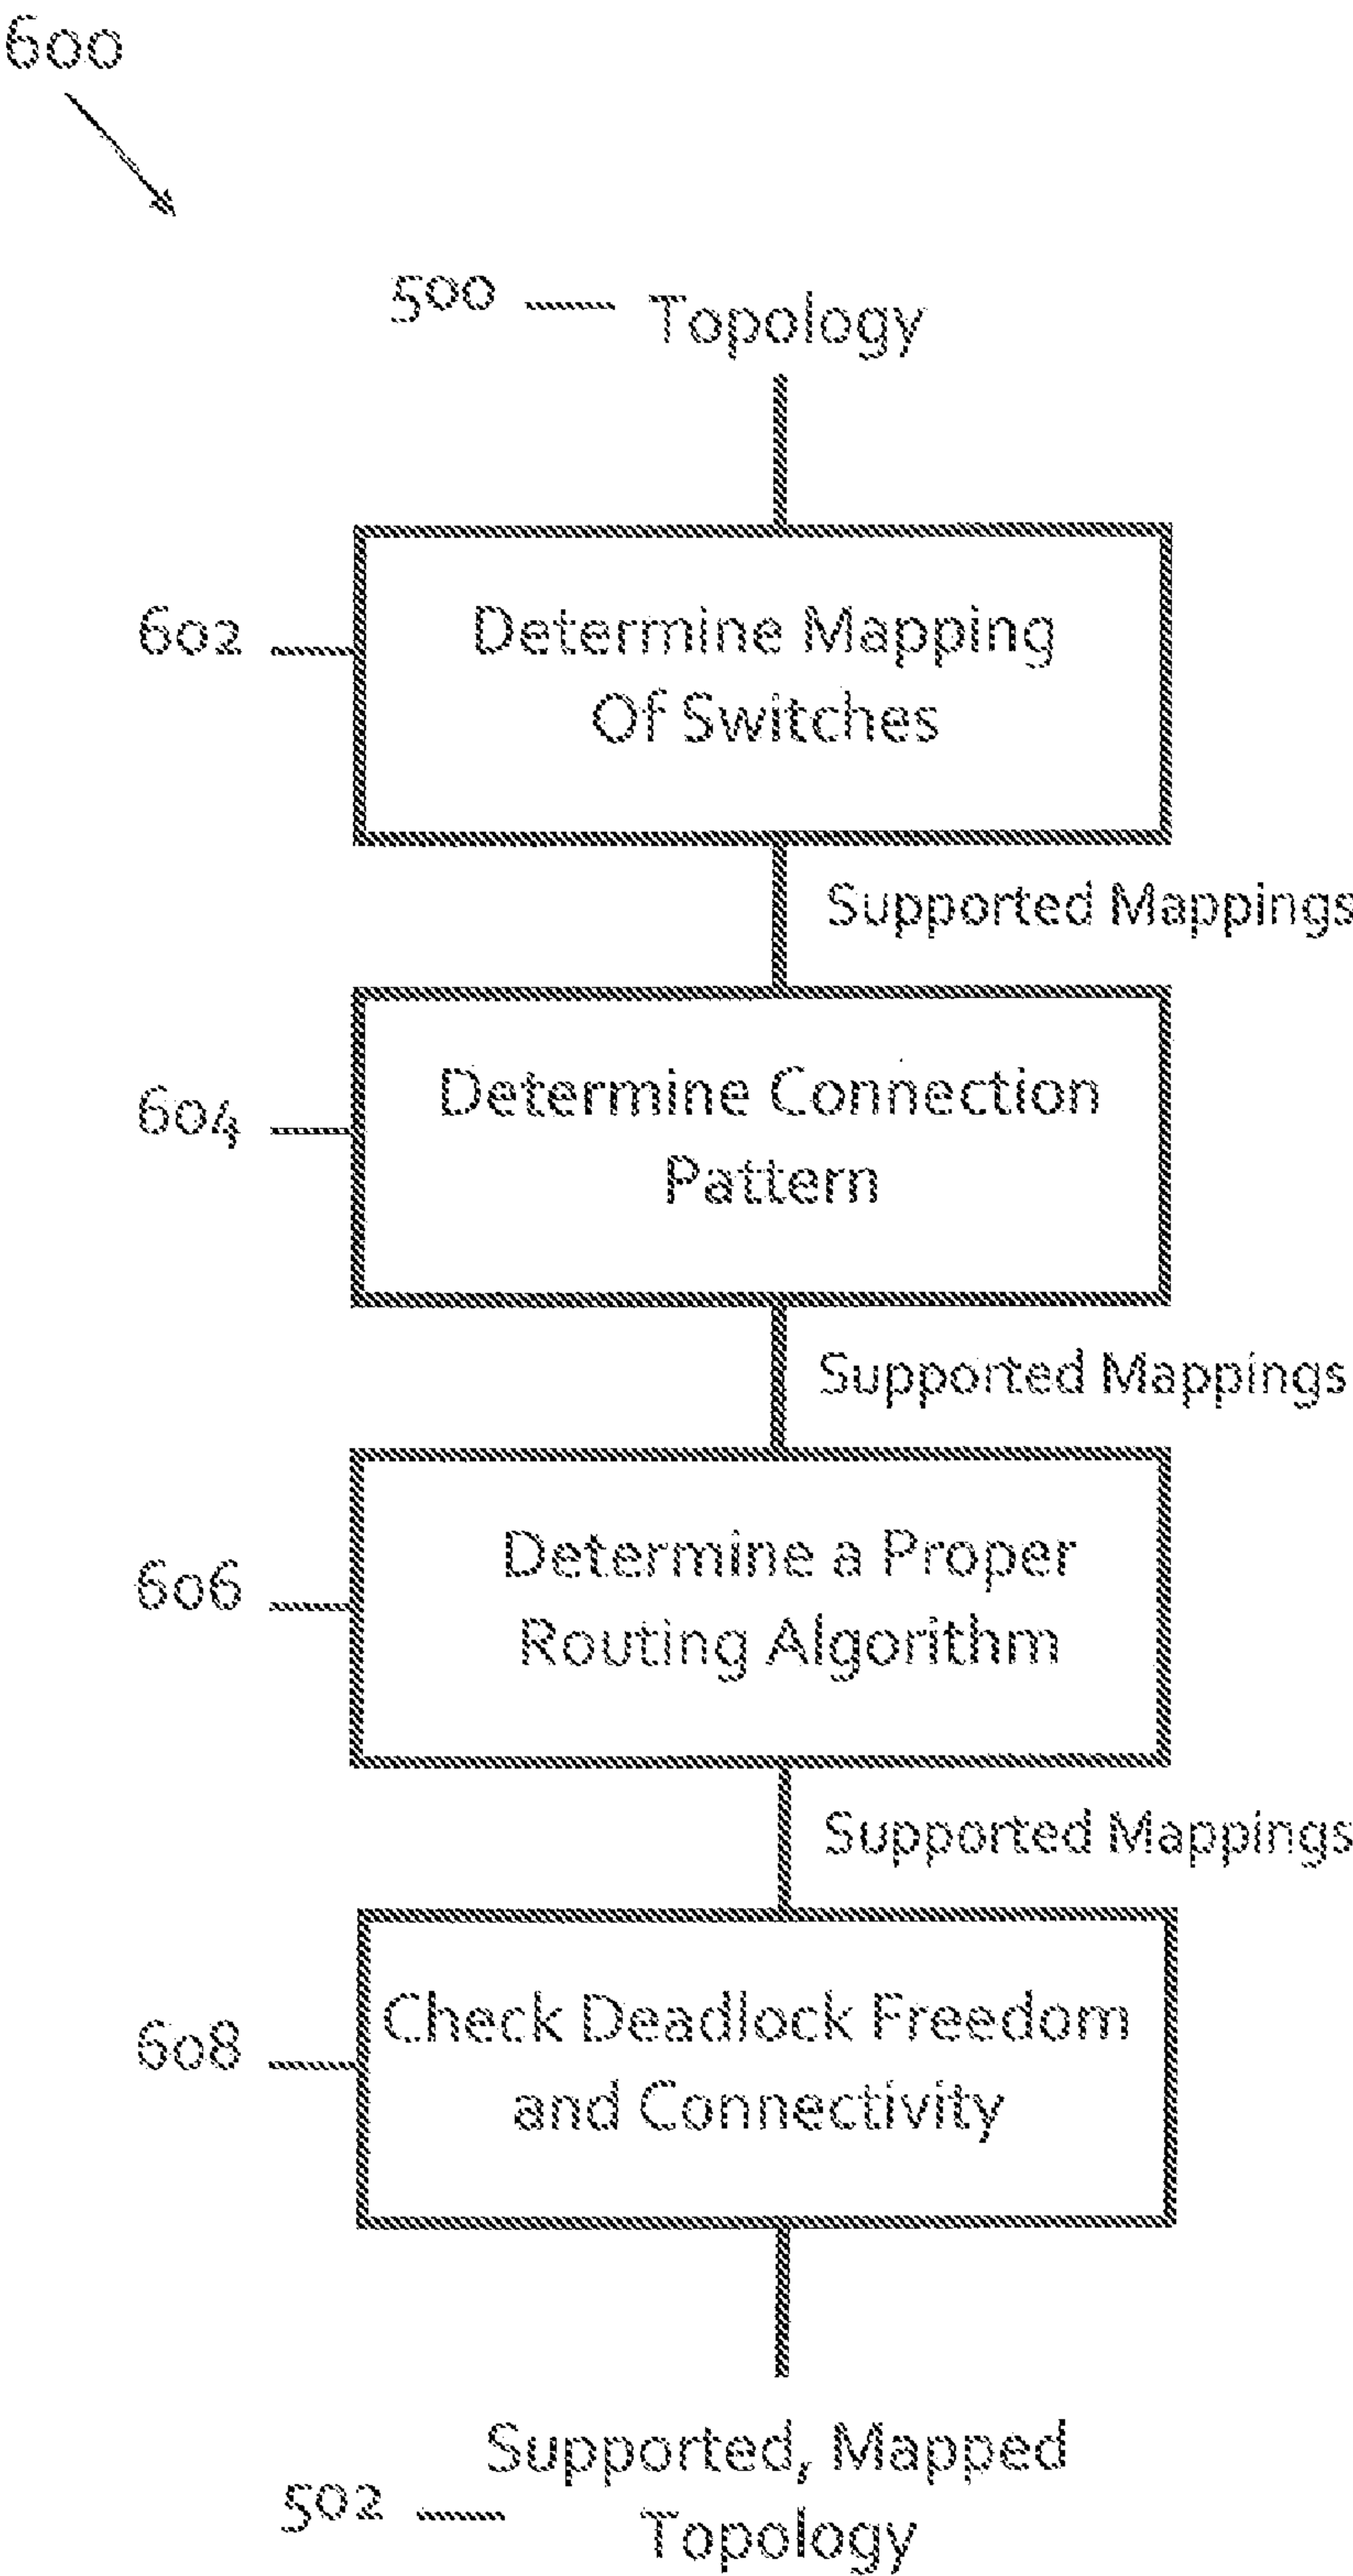 600
500 Topology
602 Determine Mapping
Of Switches
Supported Mappings
604 Determine Connection
Pattern
Supported Mappings
606 Determine a Proper
Routing Algorithm
Supported Mappings
608 Check Deadlock Freedom
and Connectivity
Supported, Mapped
502 Topology